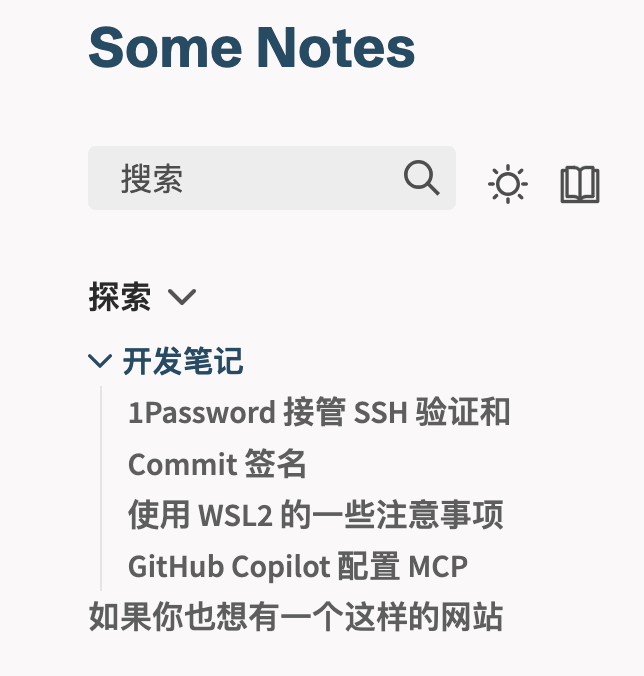 Some Notes
搜索
探索
开发笔记
1Password 接管 SSH 验证和
Commit 签名
使用 WSL2 的一些注意事项
GitHub Copilot 配置 MCP
如果你也想有一个这样的网站